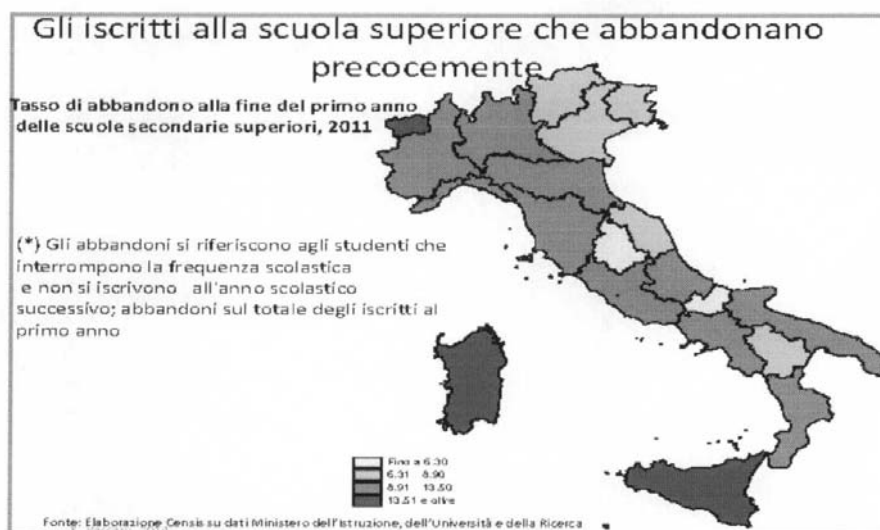 Gli iscritti alla scuola superiore che abbandonano
precocemente
Tasso di abbandono alla fine del primo anno
delle scuole secondarie superiori, 2011
(*) Gli abbandoni si riferiscono agli studenti che
interrompono la frequenza scolastica
e non si iscrivono all'anno scolastico
successivo; abbandoni sul totale degli iscritti al
primo anno
Fino a 6.30
6.31 8.90
8.91 13.50
13.51 e oltre
Fonte: Elaborazione Censis su dati Ministero dell'Istruzione, dell'Università e della Ricerca